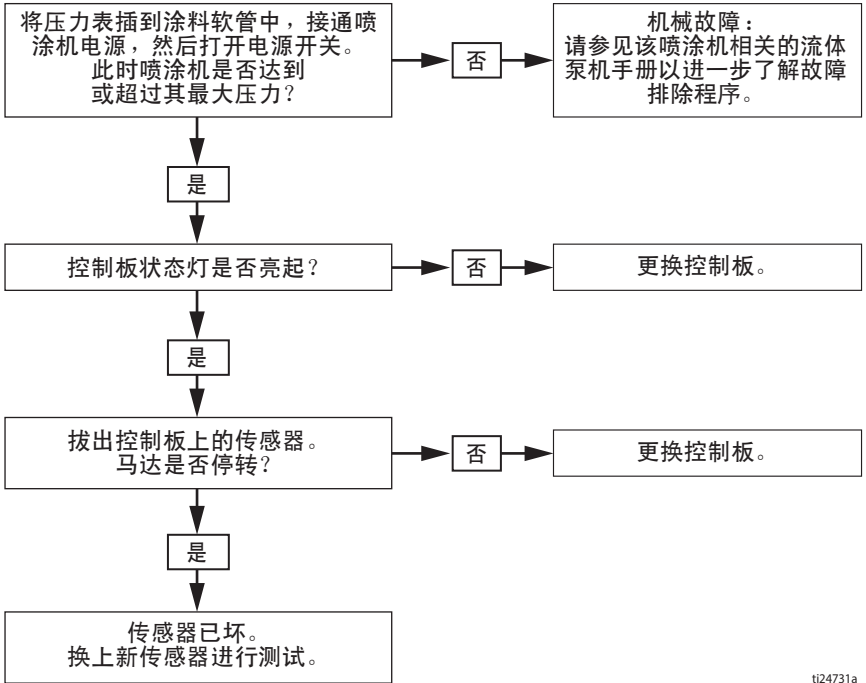 将压力表插到涂料软管中，接通喷
涂机电源，然后打开电源开关。
此时喷涂机是否达到
或超过其最大压力？
否
机械故障：
请参见该喷涂机相关的流体
泵机手册以进一步了解故障
排除程序。
是
控制板状态灯是否亮起？
否
更换控制板。
是
拔出控制板上的传感器。
马达是否停转？
否
更换控制板。
是
传感器已坏。
换上新传感器进行测试。
ti24731a